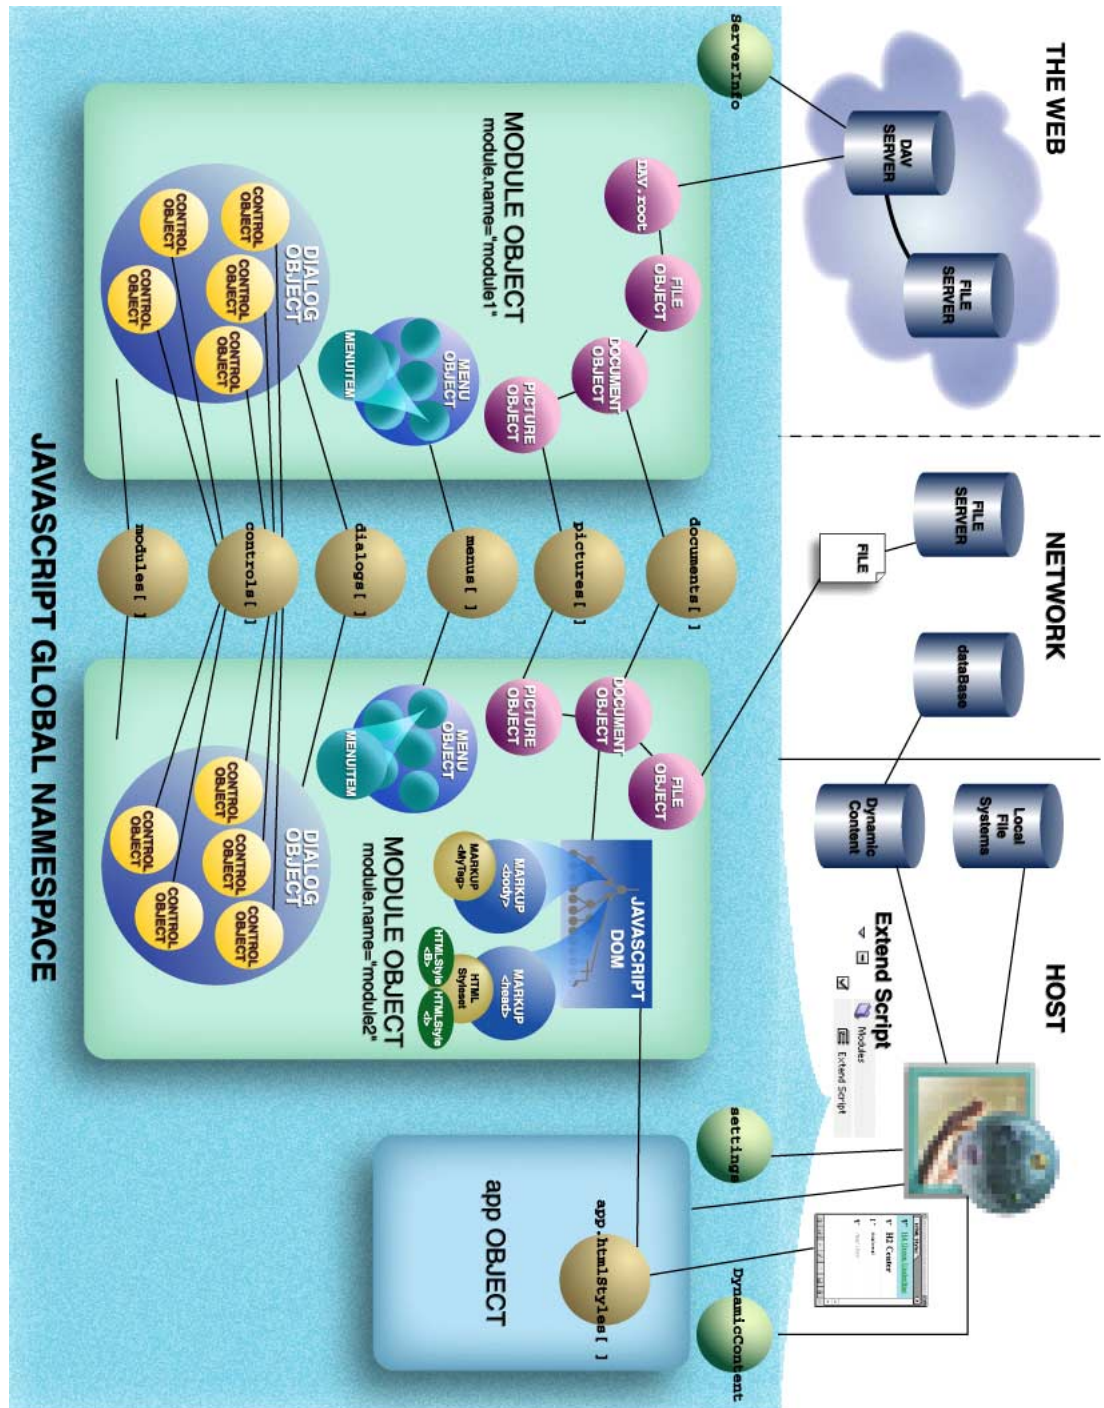 THE WEB
NETWORK
HOST
DAV
SERVER
FILE
SERVER
FILE
SERVER
FILE
dataBase
Local
File
Systems
Dynamic
Content
Extend Script
Modules
Extend Script
H2 Center
ServerInfo
settings
DynamicContent
MODULE OBJECT
module.name="module1"
DAV.root
FILE
OBJECT
DOCUMENT
OBJECT
PICTURE
OBJECT
MENU
OBJECT
MENUITEM
DIALOG
OBJECT
CONTROL
OBJECT
CONTROL
OBJECT
CONTROL
OBJECT
CONTROL
OBJECT
CONTROL
OBJECT
documents[ ]
pictures[ ]
menus[ ]
dialogs[ ]
controls[ ]
modules[ ]
FILE
OBJECT
DOCUMENT
OBJECT
PICTURE
OBJECT
MENU
OBJECT
MENUITEM
JAVASCRIPT
DOM
MARKUP
<body>
MARKUP
<MyTag>
MARKUP
<head>
HTML
Styleset
HTMLStyle
<B>
HTMLStyle
<b>
MODULE OBJECT
module.name="module2"
DIALOG
OBJECT
CONTROL
OBJECT
CONTROL
OBJECT
CONTROL
OBJECT
CONTROL
OBJECT
CONTROL
OBJECT
app.htmlStyles[ ]
app OBJECT
JAVASCRIPT GLOBAL NAMESPACE